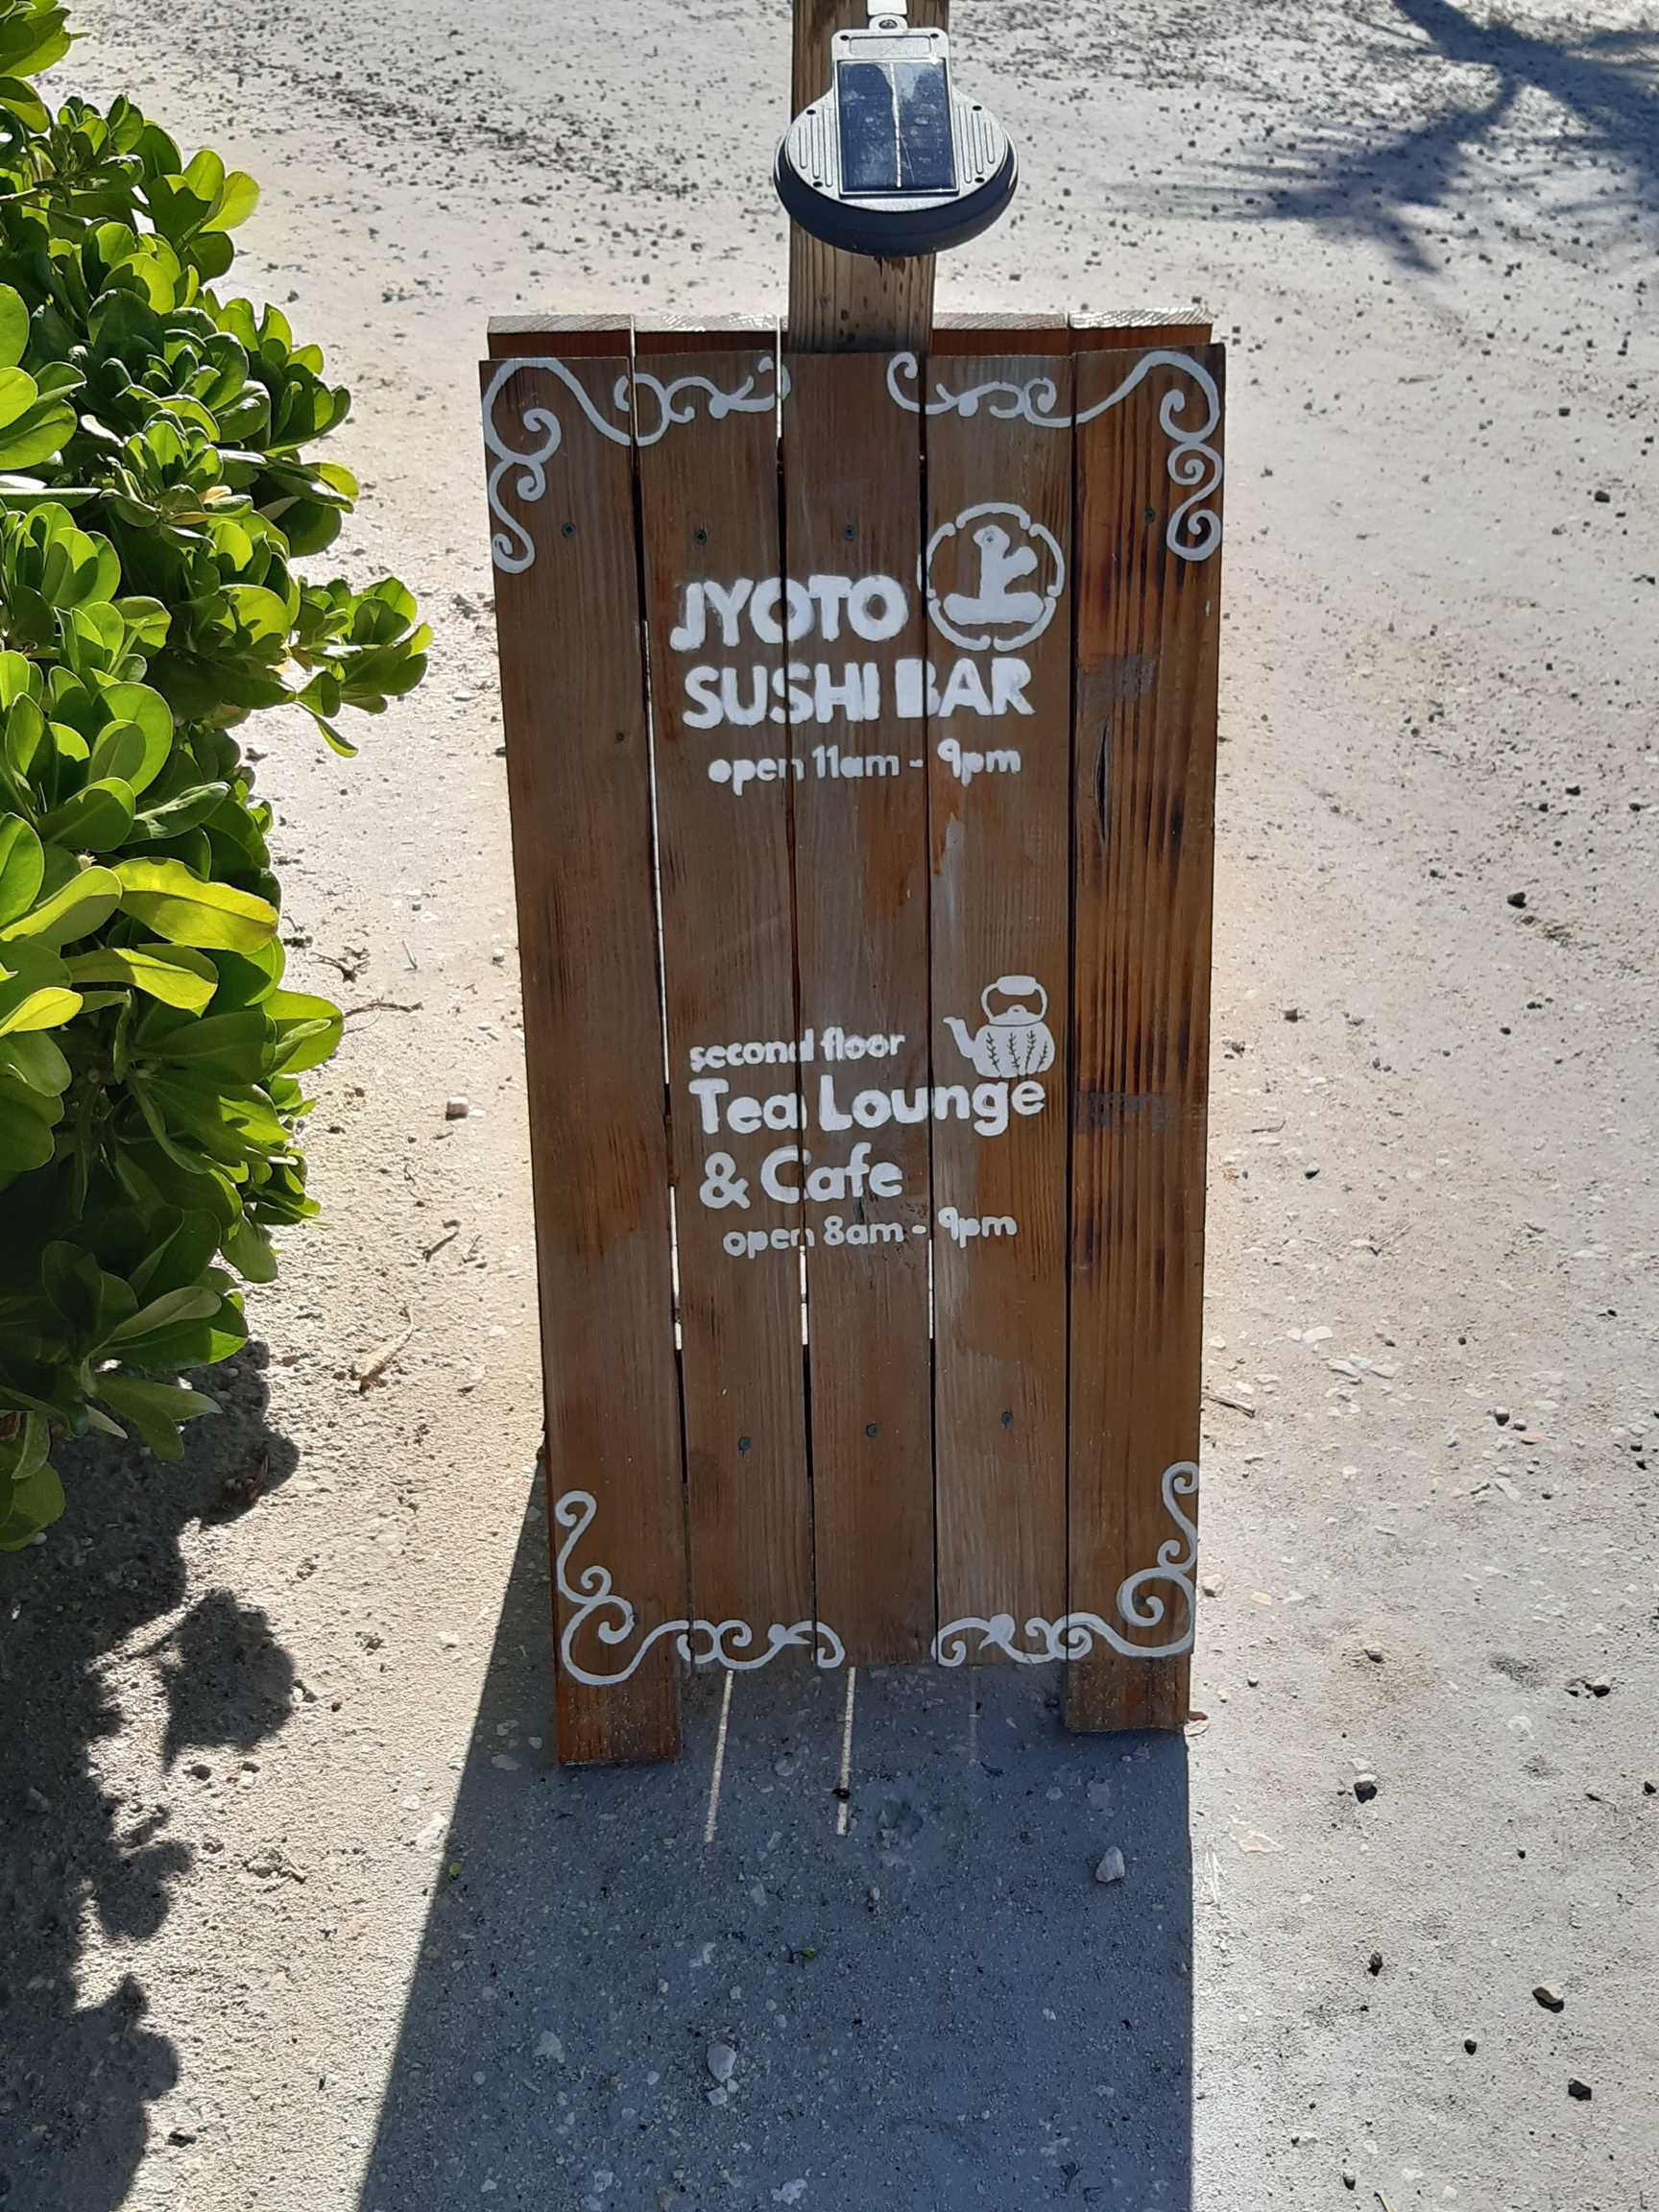 JYOTO
SUSHI BAR
open 11am - 9pm
second floor
Tea Lounge
& Cafe
open 8am - 9pm